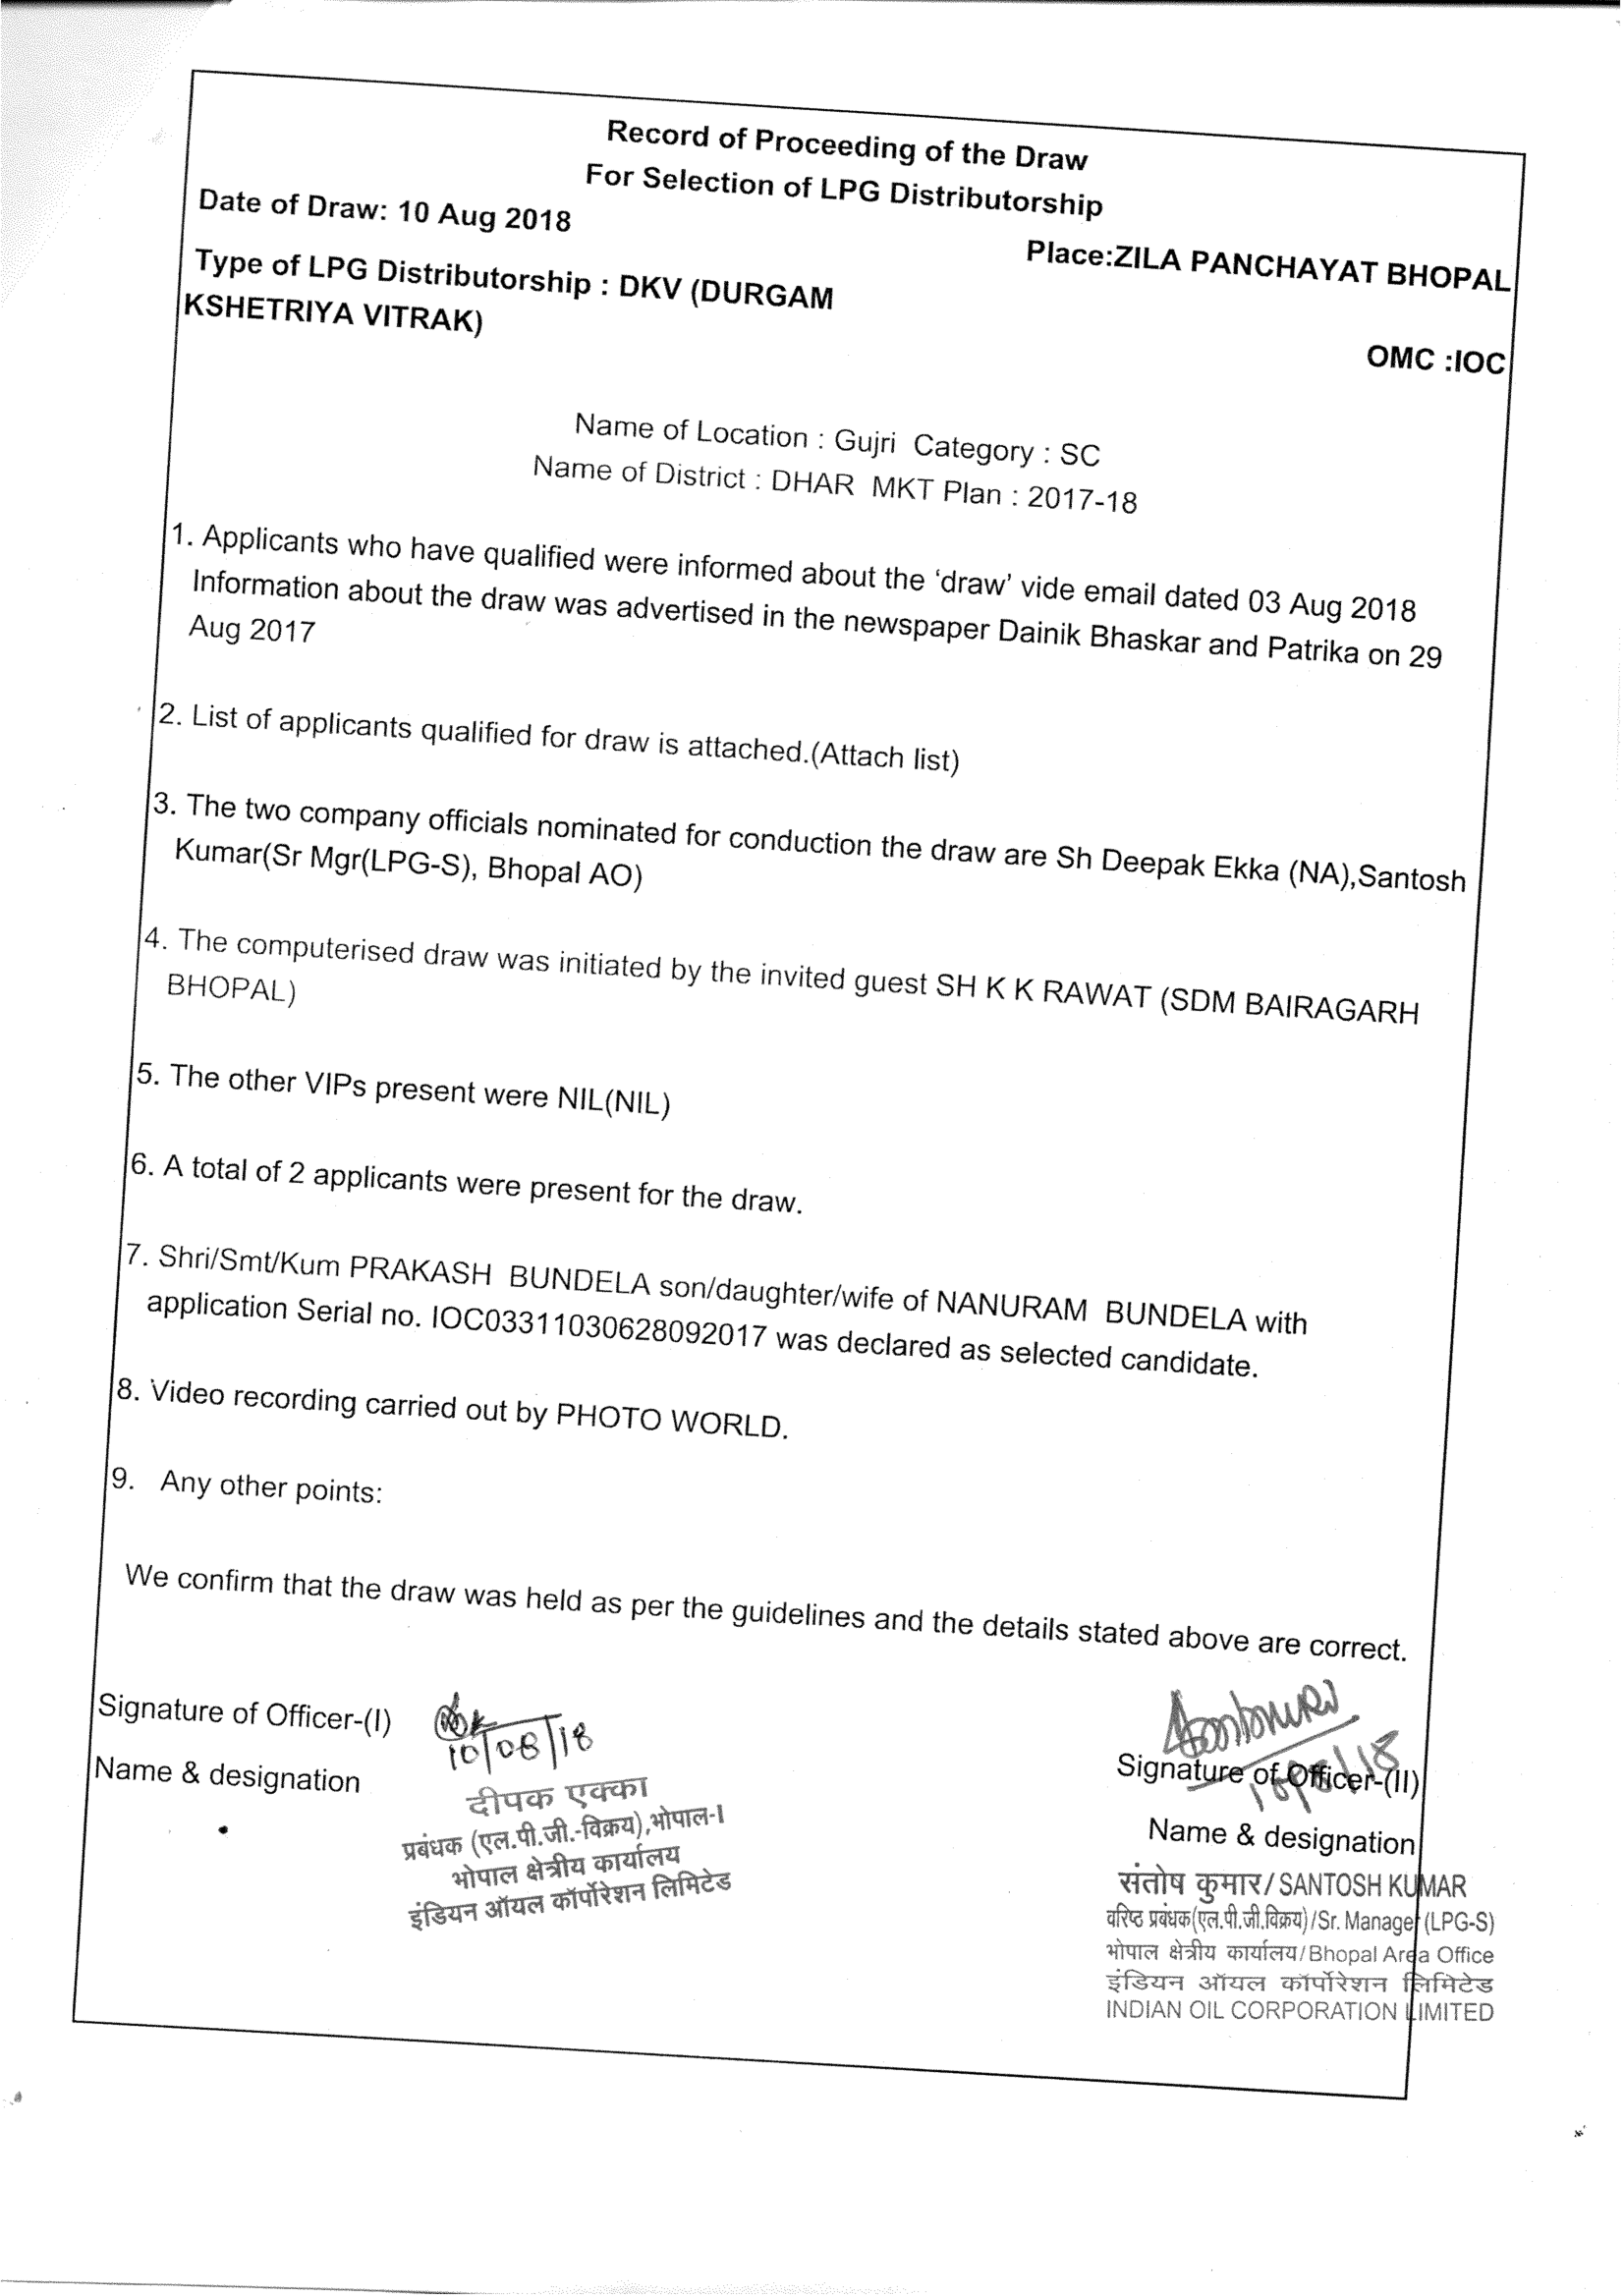 Record of Proceeding of the Draw
For Selection of LPG Distributorship
Date of Draw: 10 Aug 2018
Place:ZILA PANCHAYAT BHOPAL
Type of LPG Distributorship : DKV (DURGAM
KSHETRIYA VITRAK)
OMC :IOC
Name of Location : Gujri Category : SC
Name of District : DHAR MKT Plan : 2017-18
1. Applicants who have qualified were informed about the ‘draw’ vide email dated 03 Aug 2018
Information about the draw was advertised in the newspaper Dainik Bhaskar and Patrika on 29
Aug 2017
2. List of applicants qualified for draw is attached.(Attach list)
3. The two company officials nominated for conduction the draw are Sh Deepak Ekka (NA),Santosh
Kumar(Sr Mgr(LPG-S), Bhopal AO)
4. The computerised draw was initiated by the invited guest SH K K RAWAT (SDM BAIRAGARH
BHOPAL)
5. The other VIPs present were NIL(NIL)
6. A total of 2 applicants were present for the draw.
7. Shri/Smt/Kum PRAKASH BUNDELA son/daughter/wife of NANURAM BUNDELA with
application Serial no. IOC03311030628092017 was declared as selected candidate.
8. Video recording carried out by PHOTO WORLD.
9. Any other points:
We confirm that the draw was held as per the guidelines and the details stated above are correct.
Signature of Officer-(I)
10/08/18
Name & designation
दीपक एक्का
प्रबंधक (एल.पी.जी.-विक्रय),भोपाल-I
भोपाल क्षेत्रीय कार्यालय
इंडियन ऑयल कॉर्पोरेशन लिमिटेड
Signature of Officer-(II)
Name & designation
संतोष कुमार/SANTOSH KUMAR
वरिष्ठ प्रबंधक(एल.पी.जी.विक्रय)/Sr. Manager (LPG-S)
भोपाल क्षेत्रीय कार्यालय/Bhopal Area Office
इंडियन ऑयल कॉर्पोरेशन लिमिटेड
INDIAN OIL CORPORATION LIMITED